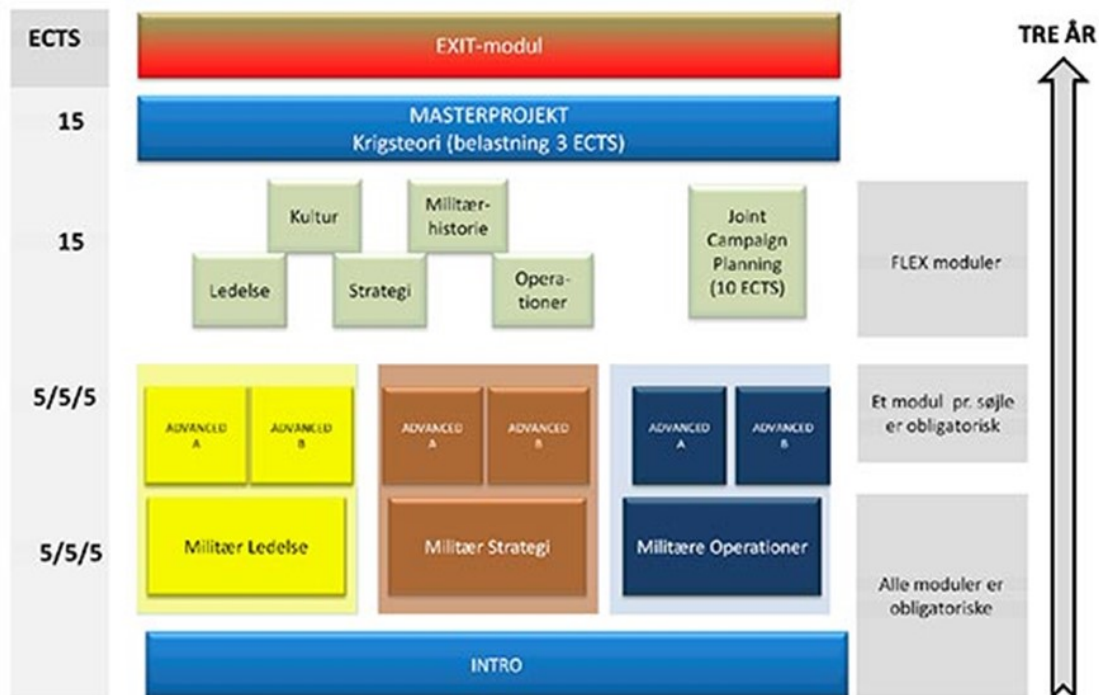 ECTS
EXIT-modul
TRE ÅR
15
MASTERPROJEKT
Krigsteori (belastning 3 ECTS)
15
Kultur
Militær-
historie
Ledelse
Strategi
Opera-
tioner
Joint
Campaign
Planning
(10 ECTS)
FLEX moduler
5/5/5
ADVANCED
A
ADVANCED
B
ADVANCED
A
ADVANCED
B
ADVANCED
A
ADVANCED
B
Et modul pr. søjle
er obligatorisk
5/5/5
Militær Ledelse
Militær Strategi
Militære Operationer
Alle moduler er
obligatoriske
INTRO